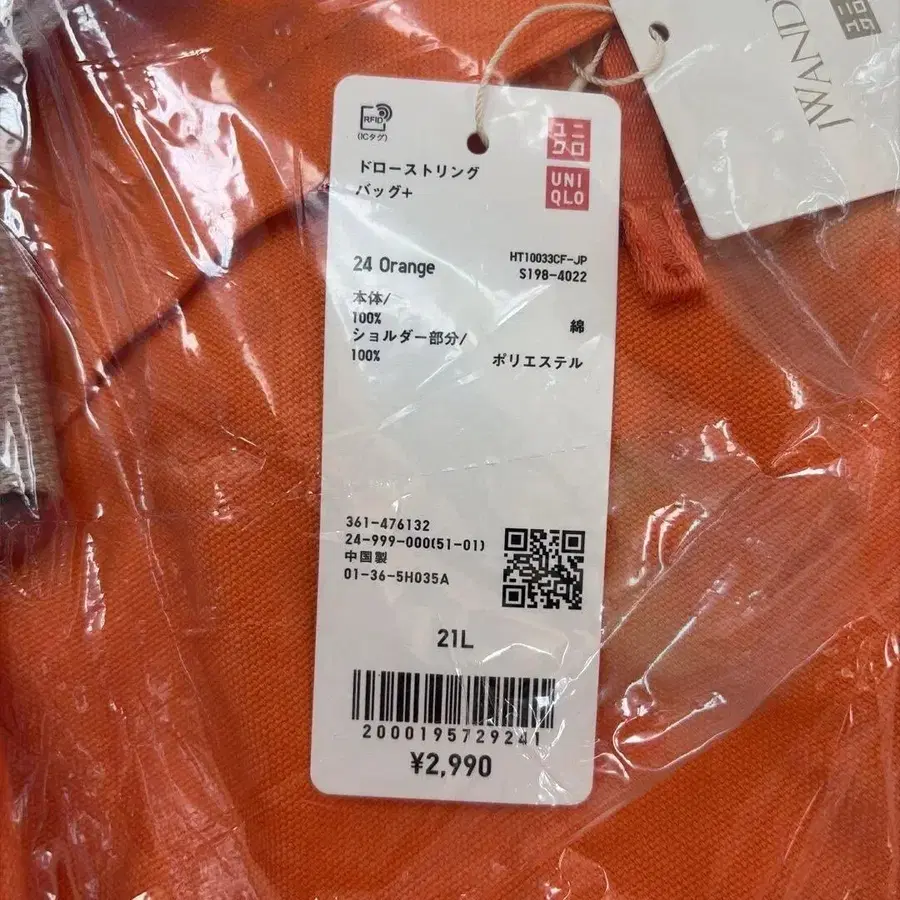 RFID
(ICタグ)
ユニ
クロ
UNI
QLO
ドローストリング
バッグ+
24 Orange
HT10033CF-JP
S198-4022
本体/
100% 綿
ショルダー部分/
100% ポリエステル
361-476132
24-999-000(51-01)
中国製
01-36-5H035A
21L
2000195729241
¥2,990
JWAND